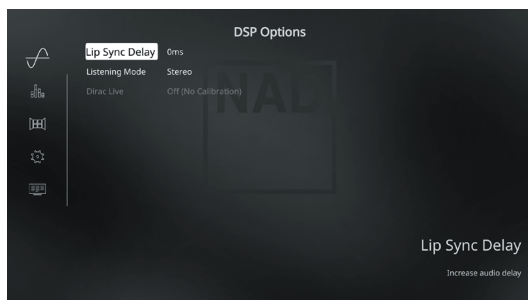 DSP Options
Lip Sync Delay 0ms
Listening Mode Stereo
Dirac Live Off (No Calibration)
NAD
Lip Sync Delay
Increase audio delay